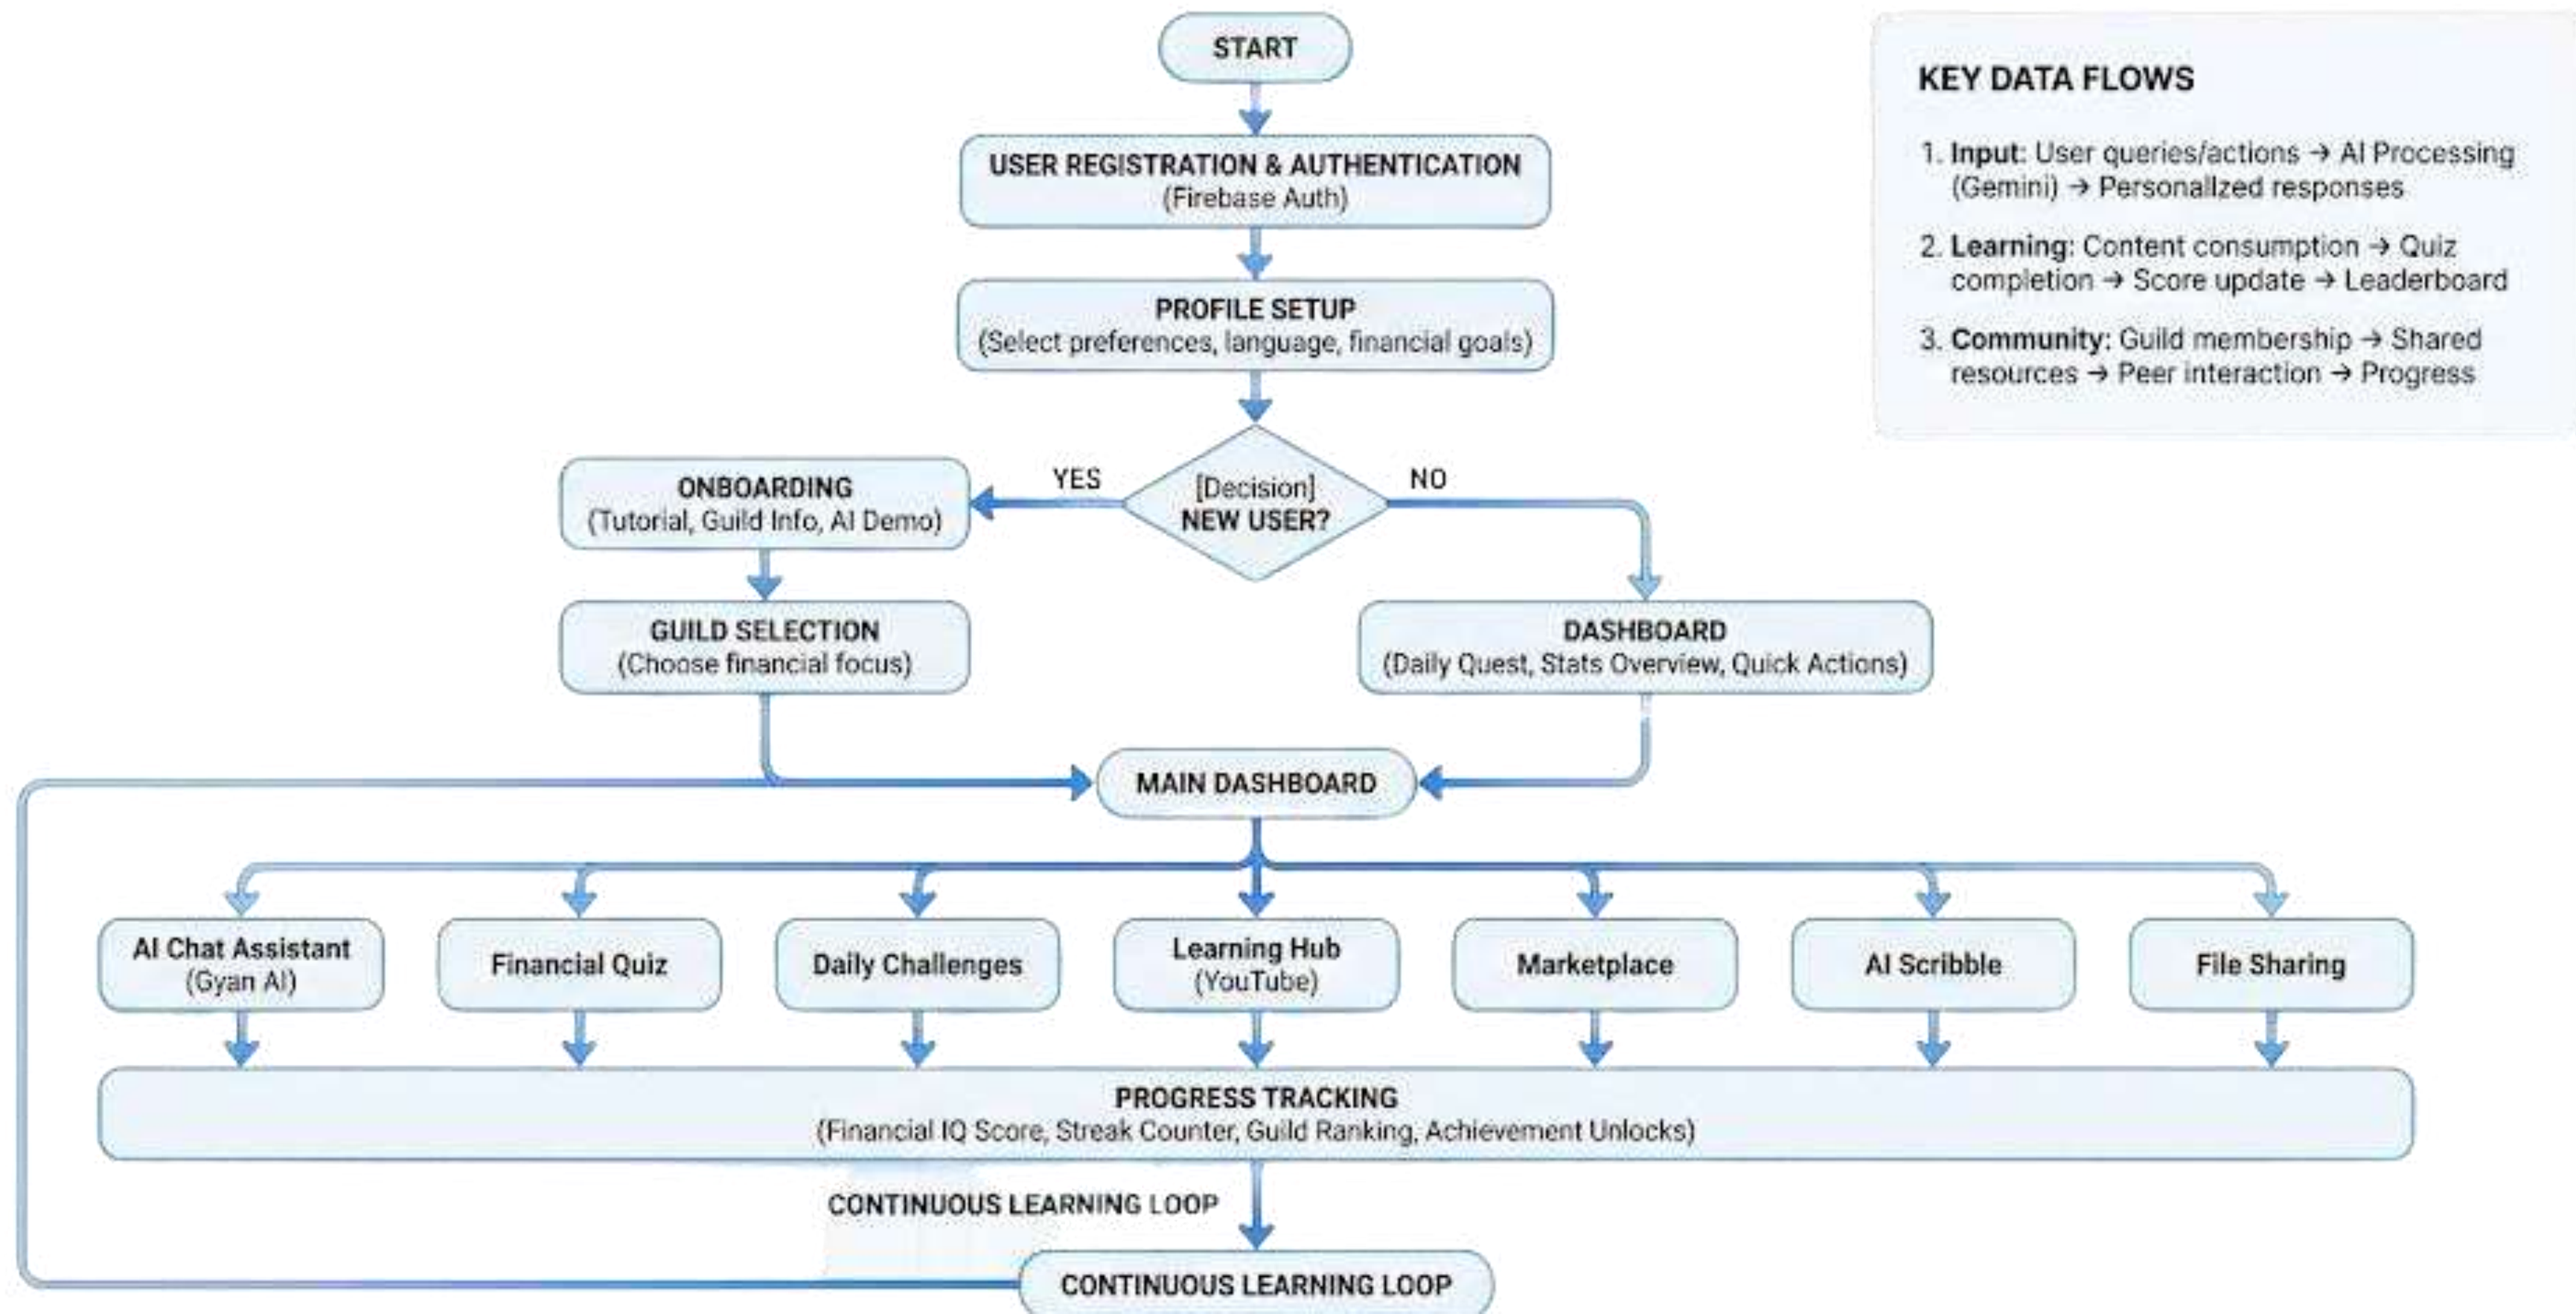 START
USER REGISTRATION & AUTHENTICATION
(Firebase Auth)
PROFILE SETUP
(Select preferences, language, financial goals)
[Decision]
NEW USER?
YES
NO
ONBOARDING
(Tutorial, Guild Info, AI Demo)
GUILD SELECTION
(Choose financial focus)
DASHBOARD
(Daily Quest, Stats Overview, Quick Actions)
MAIN DASHBOARD
AI Chat Assistant
(Gyan AI)
Financial Quiz
Daily Challenges
Learning Hub
(YouTube)
Marketplace
AI Scribble
File Sharing
PROGRESS TRACKING
(Financial IQ Score, Streak Counter, Guild Ranking, Achievement Unlocks)
CONTINUOUS LEARNING LOOP
CONTINUOUS LEARNING LOOP
KEY DATA FLOWS
1. Input: User queries/actions → AI Processing
(Gemini) → Personalized responses
2. Learning: Content consumption → Quiz
completion → Score update → Leaderboard
3. Community: Guild membership → Shared
resources → Peer interaction → Progress